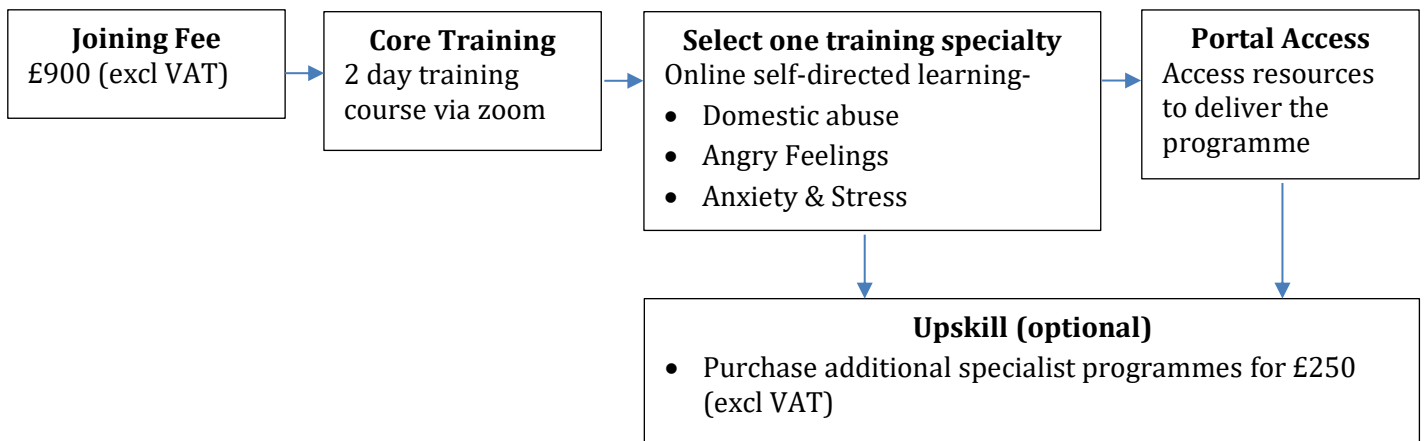 Joining Fee
£900 (excl VAT)
Core Training
2 day training
course via zoom
Select one training specialty
Online self-directed learning-
• Domestic abuse
• Angry Feelings
• Anxiety & Stress
Portal Access
Access resources
to deliver the
programme
Upskill (optional)
• Purchase additional specialist programmes for £250
(excl VAT)